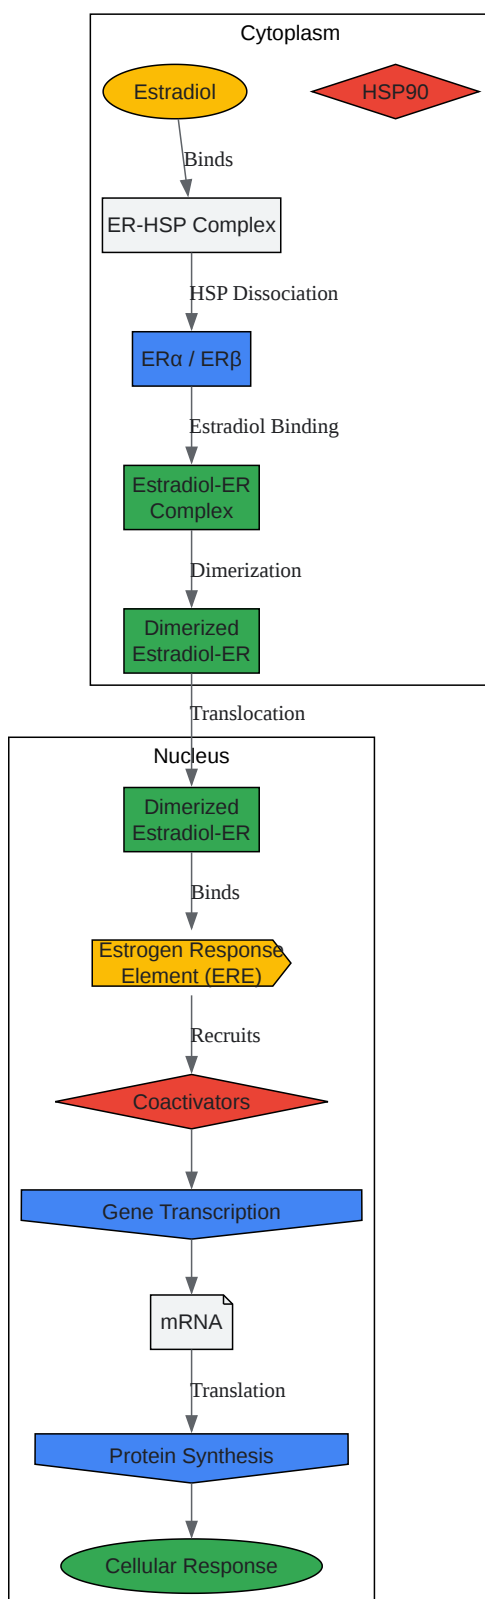 Cytoplasm
Estradiol
HSP90
Binds
ER-HSP Complex
HSP Dissociation
ERα / ERβ
Estradiol Binding
Estradiol-ER
Complex
Dimerization
Dimerized
Estradiol-ER
Translocation
Nucleus
Dimerized
Estradiol-ER
Binds
Estrogen Response
Element (ERE)
Recruits
Coactivators
Gene Transcription
mRNA
Translation
Protein Synthesis
Cellular Response